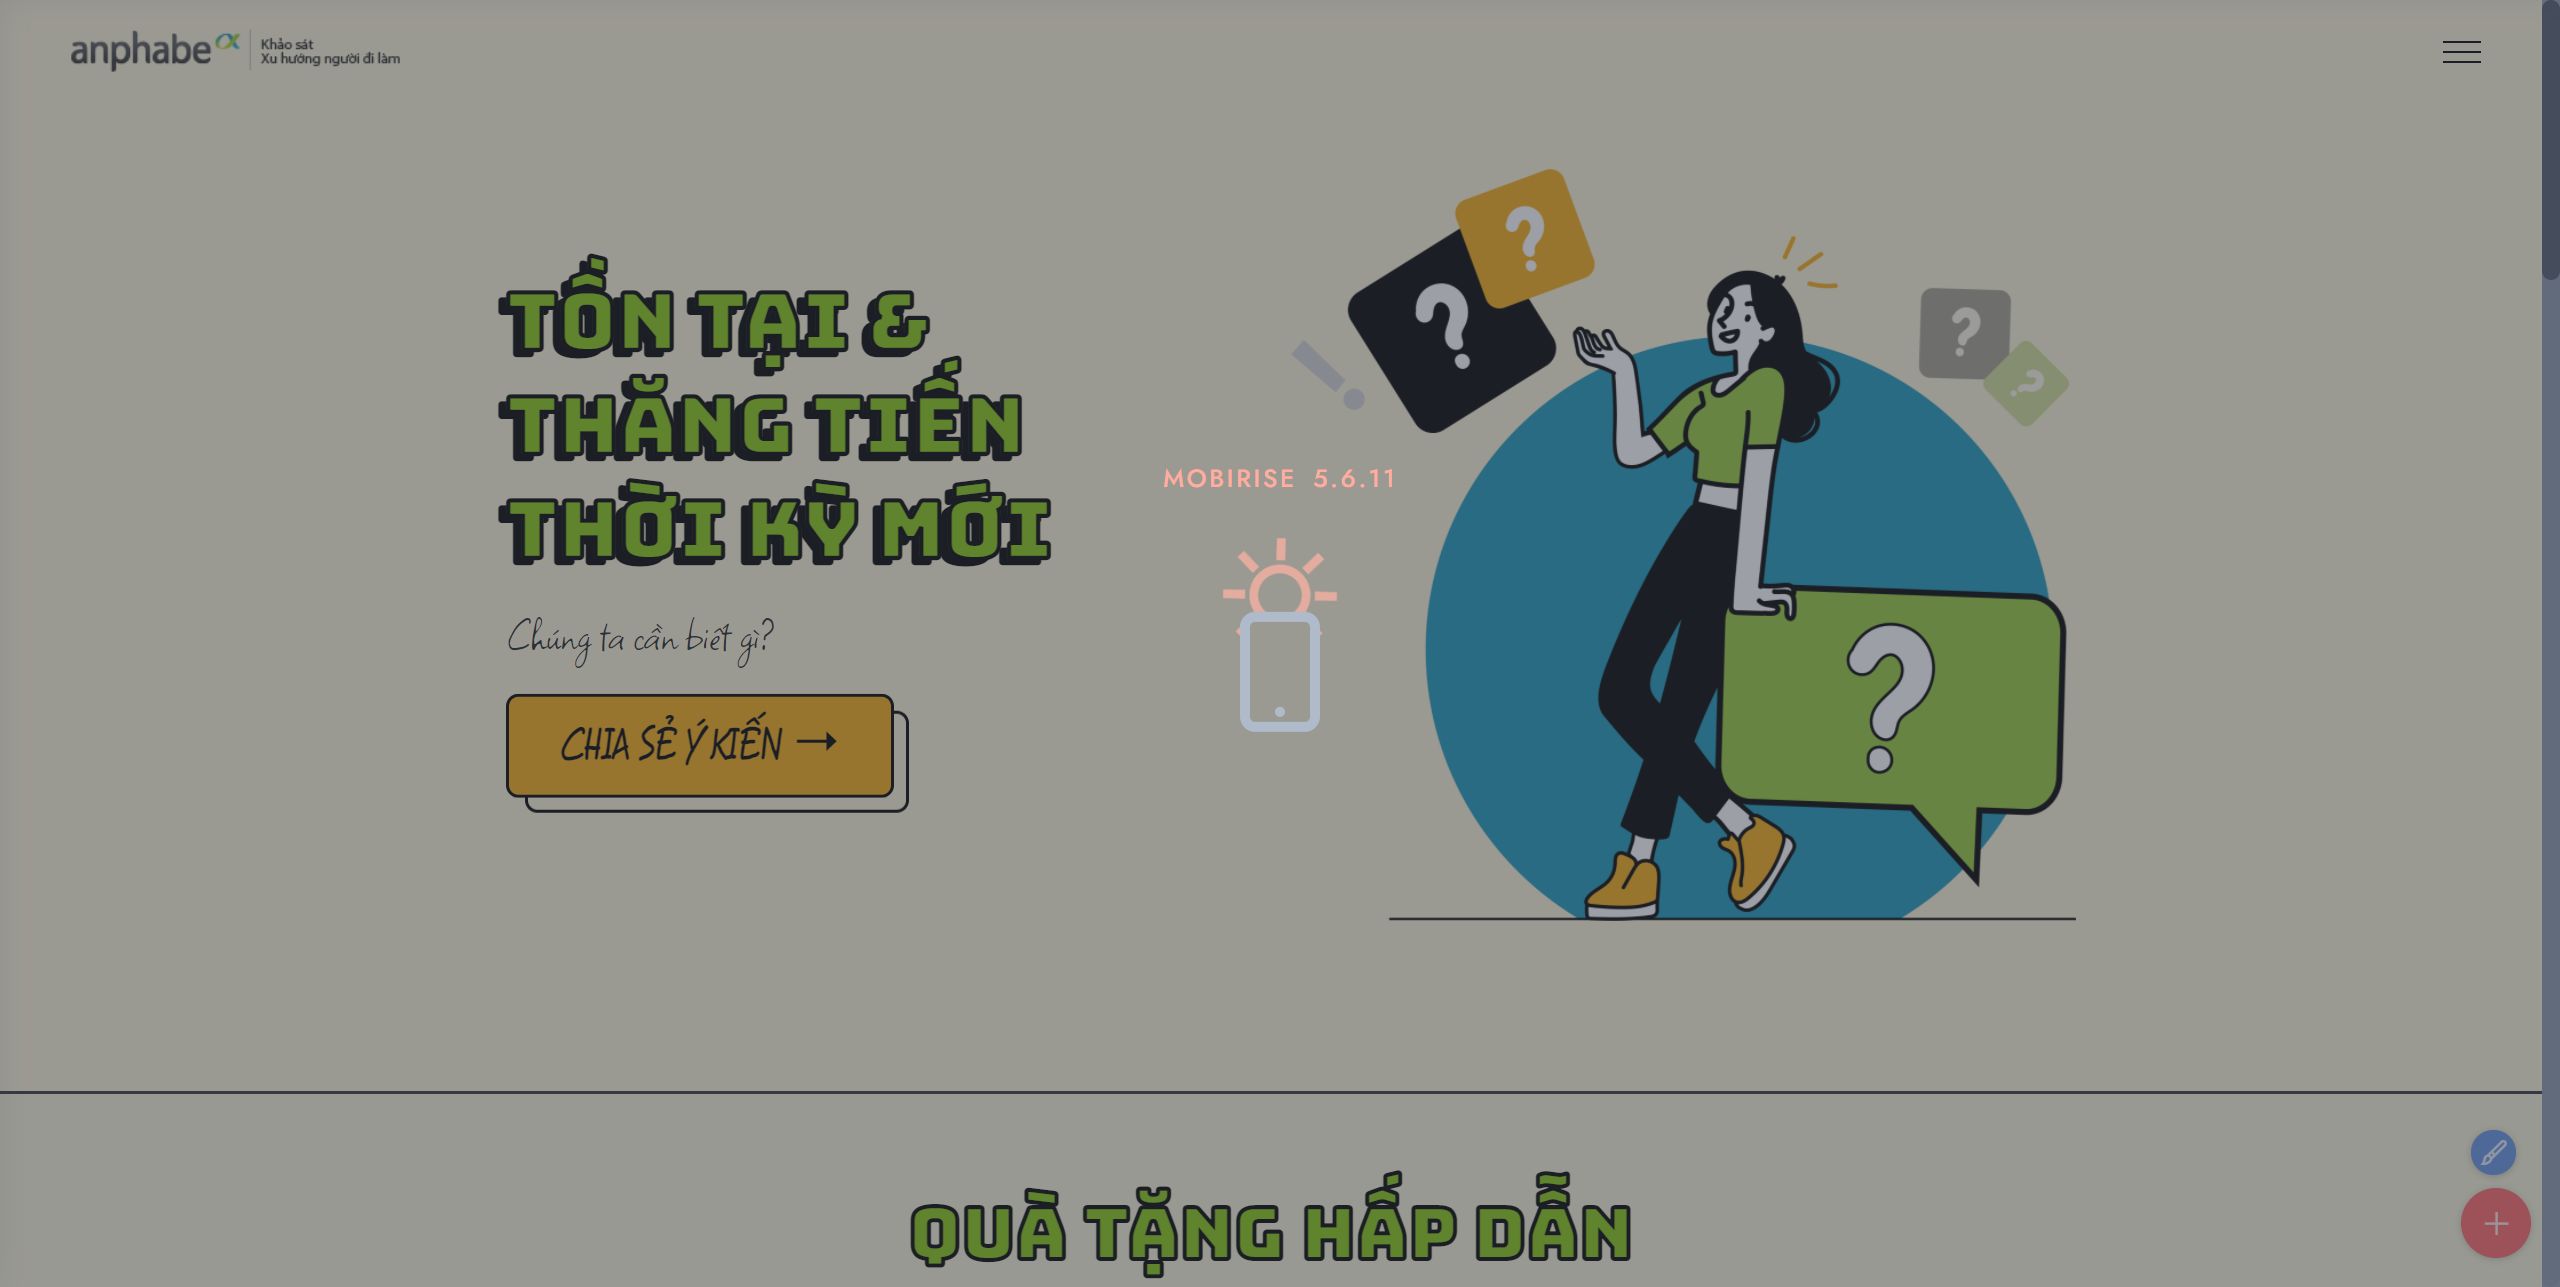 anphabe
Khảo sát
Xu hướng người đi làm
TỒN TẠI &
THĂNG TIẾN
THỜI KỲ MỚI
MOBIRISE 5.6.11
Chúng ta cần biết gì?
CHIA SẺ Ý KIẾN →
QUÀ TẶNG HẤP DẪN